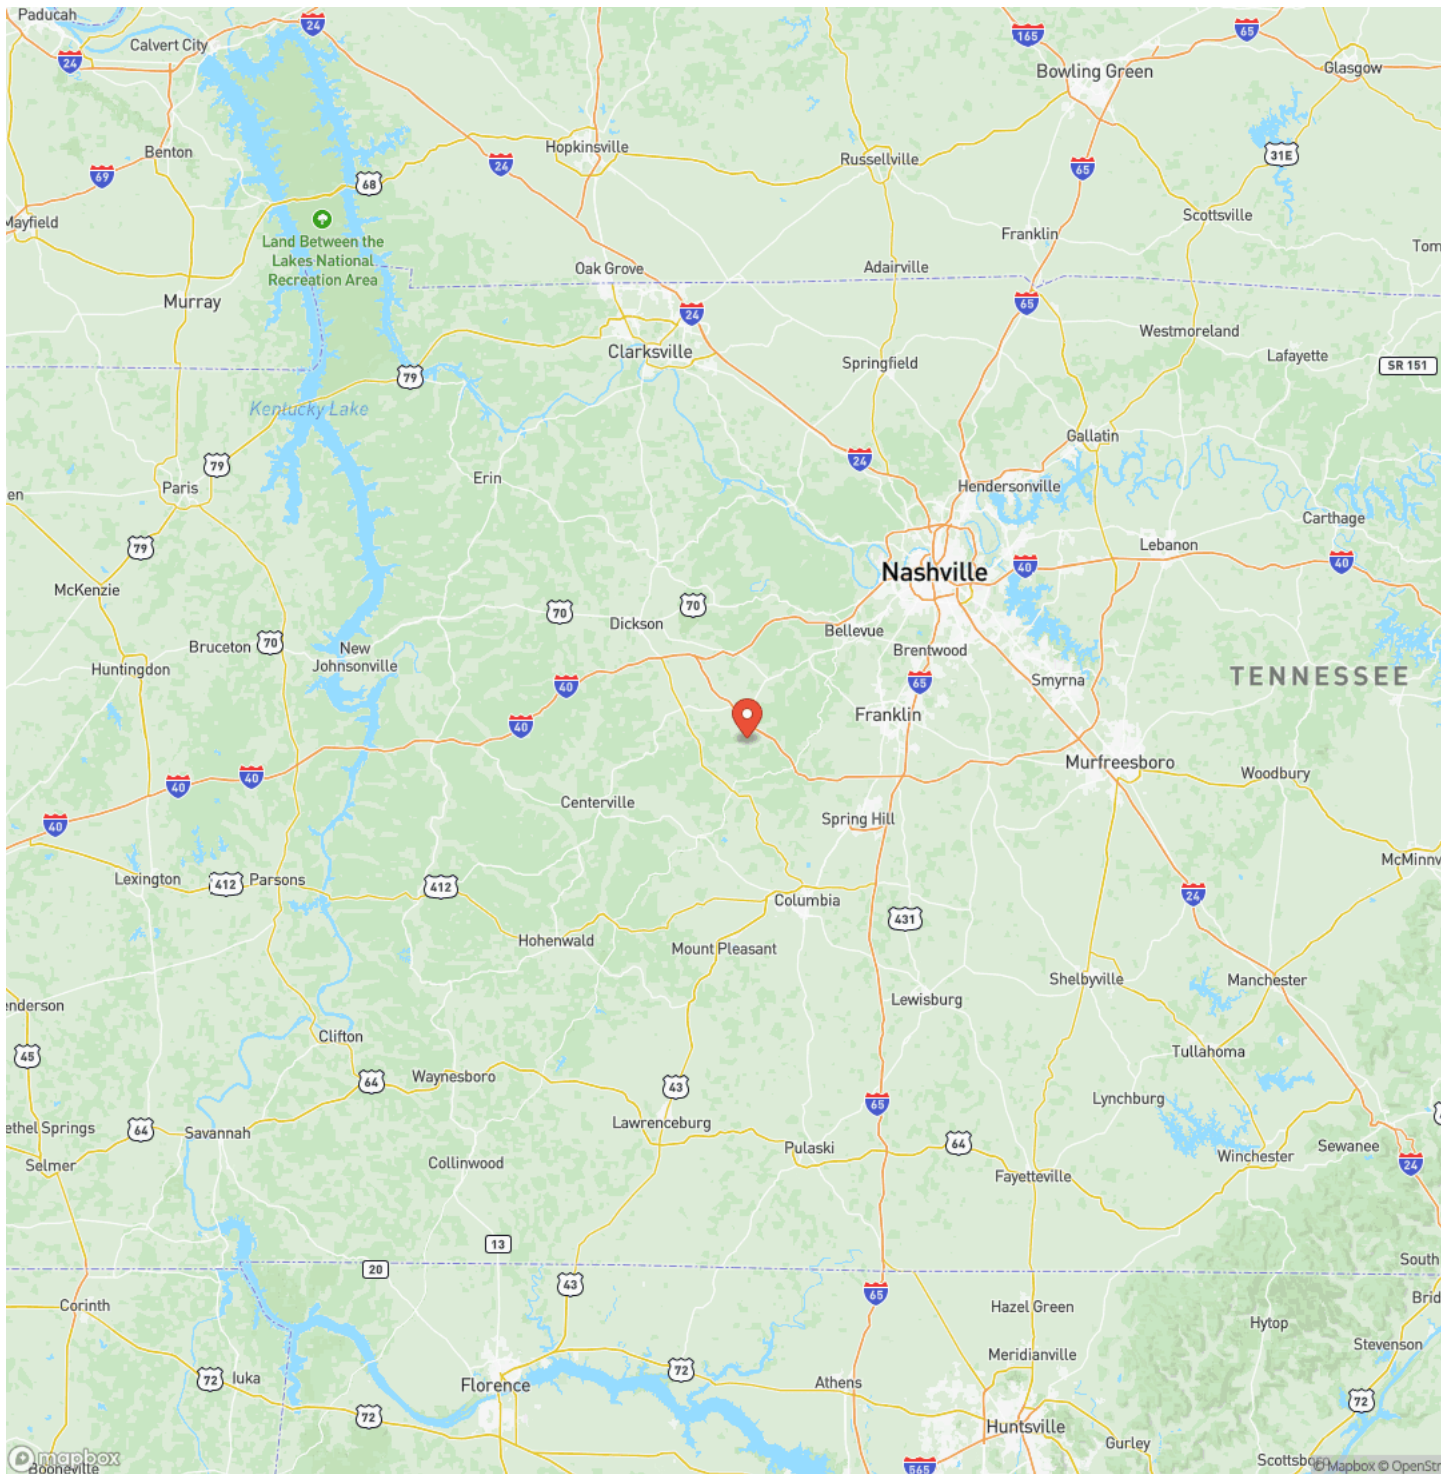 Paducah
24
65
165
Calvert City
24
65
Bowling Green
Glasgow
Hopkinsville
Benton
Russellville
31E
24
65
69
68
Scottsville
Mayfield
Franklin
Land Between the
Lakes National
Recreation Area
Tom
Oak Grove
Adairville
Murray
65
24
Westmoreland
Clarksville
Lafayette
Springfield
SR 151
79
Kentucky Lake
Gallatin
24
79
Erin
Hendersonville
Paris
en
Carthage
79
Lebanon
40
40
Nashville
McKenzie
70
70
Dickson
Bellevue
70
Bruceton
New
Johnsonville
Brentwood
Huntingdon
TENNESSEE
65
Smyrna
40
Franklin
40
Murfreesboro
Woodbury
40
40
Centerville
Spring Hill
40
McMinnv
Lexington
412
Parsons
412
24
Columbia
431
Hohenwald
Mount Pleasant
Shelbyville
Manchester
enderson
Lewisburg
Clifton
45
Tullahoma
Waynesboro
64
43
Lynchburg
65
Lawrenceburg
ethel Springs
64
Savannah
64
Pulaski
Sewanee
Winchester
Selmer
Collinwood
24
Fayetteville
13
South
20
43
65
Brid
Corinth
Hazel Green
Hytop
Stevenson
Meridianville
72
Iuka
72
Florence
Athens
72
72
Huntsville
Gurley
mapbox
Scottsboro
565
© Mapbox © OpenStr
Booneville